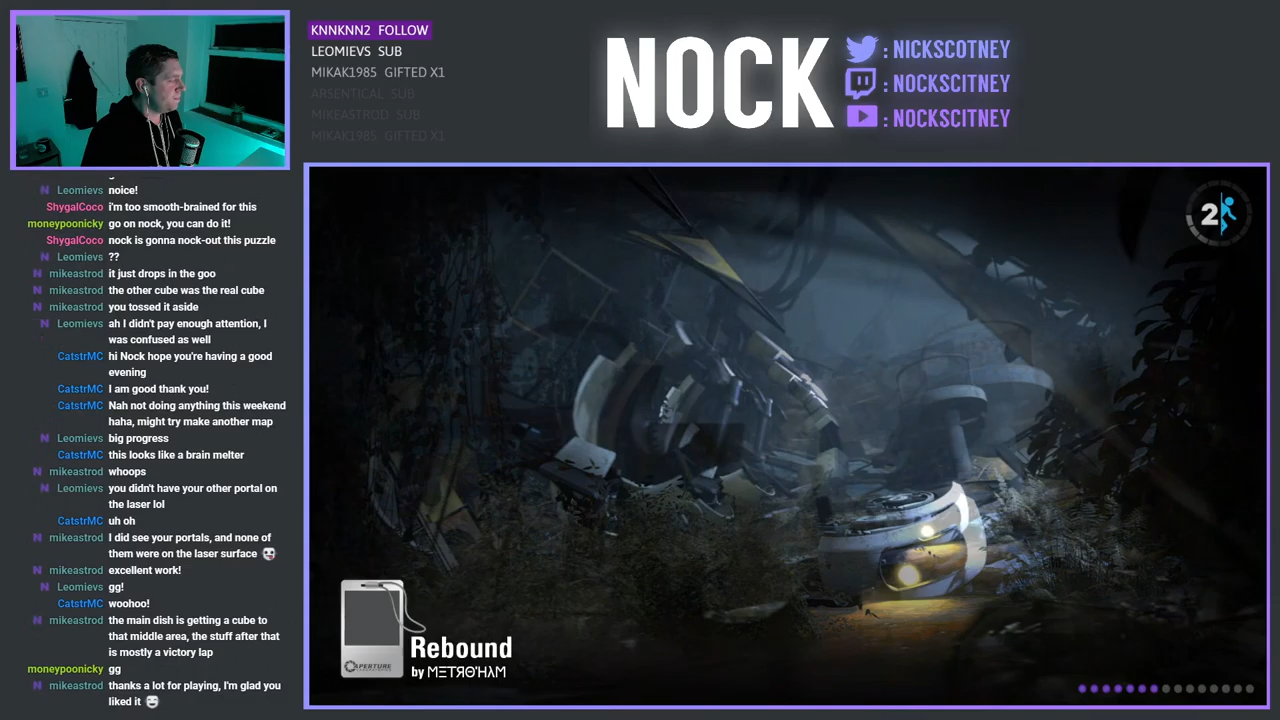 KNNKNN2 FOLLOW
LEOMIEVS SUB
MIKAK1985 GIFTED X1
ARSENTICAL SUB
MIKEASTROD SUB
MIKAK1985 GIFTED X1
NOCK
: NICKSCOTNEY
: NOCKSCITNEY
: NOCKSCITNEY
Leomievs noice!
ShygalCoco i'm too smooth-brained for this
moneypoonicky go on nock, you can do it!
ShygalCoco nock is gonna nock-out this puzzle
Leomievs ??
mikeastrod it just drops in the goo
mikeastrod the other cube was the real cube
mikeastrod you tossed it aside
Leomievs ah I didn't pay enough attention, I
was confused as well
CatstrMC hi Nock hope you're having a good
evening
CatstrMC I am good thank you!
CatstrMC Nah not doing anything this weekend
haha, might try make another map
Leomievs big progress
CatstrMC this looks like a brain melter
mikeastrod whoops
Leomievs you didn't have your other portal on
the laser lol
CatstrMC uh oh
mikeastrod I did see your portals, and none of
them were on the laser surface
mikeastrod excellent work!
Leomievs gg!
CatstrMC woohoo!
mikeastrod the main dish is getting a cube to
that middle area, the stuff after that
is mostly a victory lap
moneypoonicky gg
mikeastrod thanks a lot for playing, I'm glad you
liked it
2
APERTURE
Rebound
by MΞTЯO'HΛM